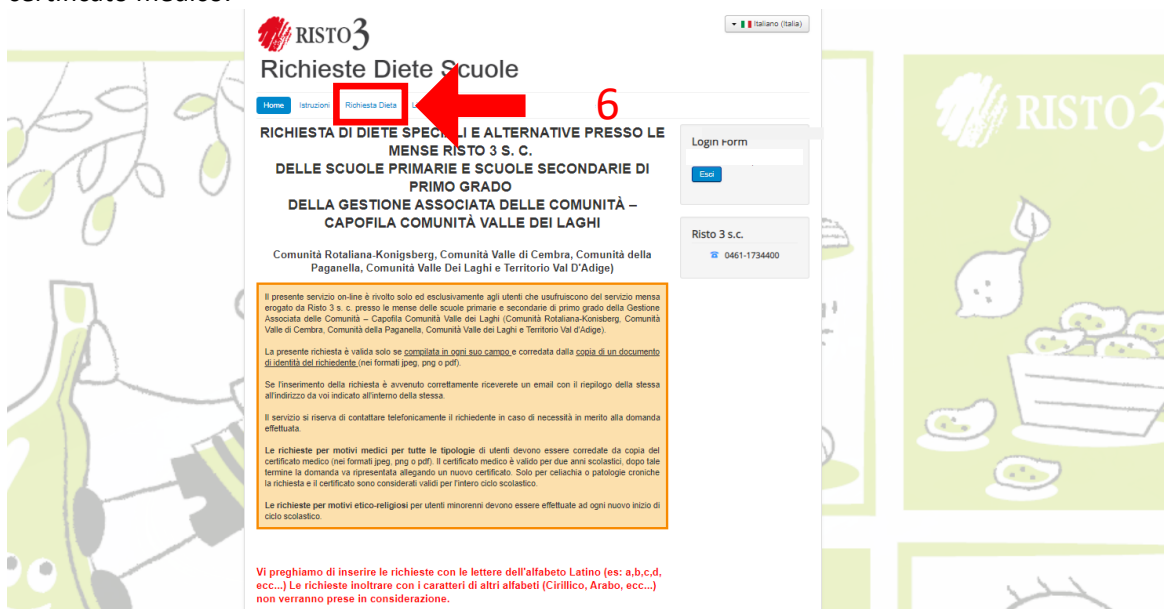 RISTO3
Italiano (Italia)
Richieste Diete Scuole
Home Istruzioni Richiesta Dieta
6
RICHIESTA DI DIETE SPECIALI E ALTERNATIVE PRESSO LE
MENSE RISTO 3 S. C.
DELLE SCUOLE PRIMARIE E SCUOLE SECONDARIE DI
PRIMO GRADO
DELLA GESTIONE ASSOCIATA DELLE COMUNITÀ –
CAPOFILA COMUNITÀ VALLE DEI LAGHI
Comunità Rotaliana-Konigsberg, Comunità Valle di Cembra, Comunità della
Paganella, Comunità Valle Dei Laghi e Territorio Val D'Adige)
Il presente servizio on-line è rivolto solo ed esclusivamente agli utenti che usufruiscono del servizio mensa
erogato da Risto 3 s. c. presso le mense delle scuole primarie e secondarie di primo grado della Gestione
Associata delle Comunità – Capofila Comunità Valle dei Laghi (Comunità Rotaliana-Konisberg, Comunità
Valle di Cembra, Comunità della Paganella, Comunità Valle dei Laghi e Territorio Val d'Adige).
La presente richiesta è valida solo se compilata in ogni suo campo e corredata dalla copia di un documento
di identità del richiedente (nei formati jpeg, png o pdf).
Se l'inserimento della richiesta è avvenuto correttamente riceverete un email con il riepilogo della stessa
all'indirizzo da voi indicato all'interno della stessa.
Il servizio si riserva di contattare telefonicamente il richiedente in caso di necessità in merito alla domanda
effettuata.
Le richieste per motivi medici per tutte le tipologie di utenti devono essere corredate da copia del
certificato medico (nei formati jpeg, png o pdf). Il certificato medico è valido per due anni scolastici, dopo tale
termine la domanda va ripresentata allegando un nuovo certificato. Solo per celiachia o patologie croniche
la richiesta e il certificato sono considerati validi per l'intero ciclo scolastico.
Le richieste per motivi etico-religiosi per utenti minorenni devono essere effettuate ad ogni nuovo inizio di
ciclo scolastico.
Vi preghiamo di inserire le richieste con le lettere dell'alfabeto Latino (es: a,b,c,d,
ecc...) Le richieste inoltrare con i caratteri di altri alfabeti (Cirillico, Arabo, ecc...)
non verranno prese in considerazione.
Login Form
Esci
Risto 3 s.c.
0461-1734400
RISTO3